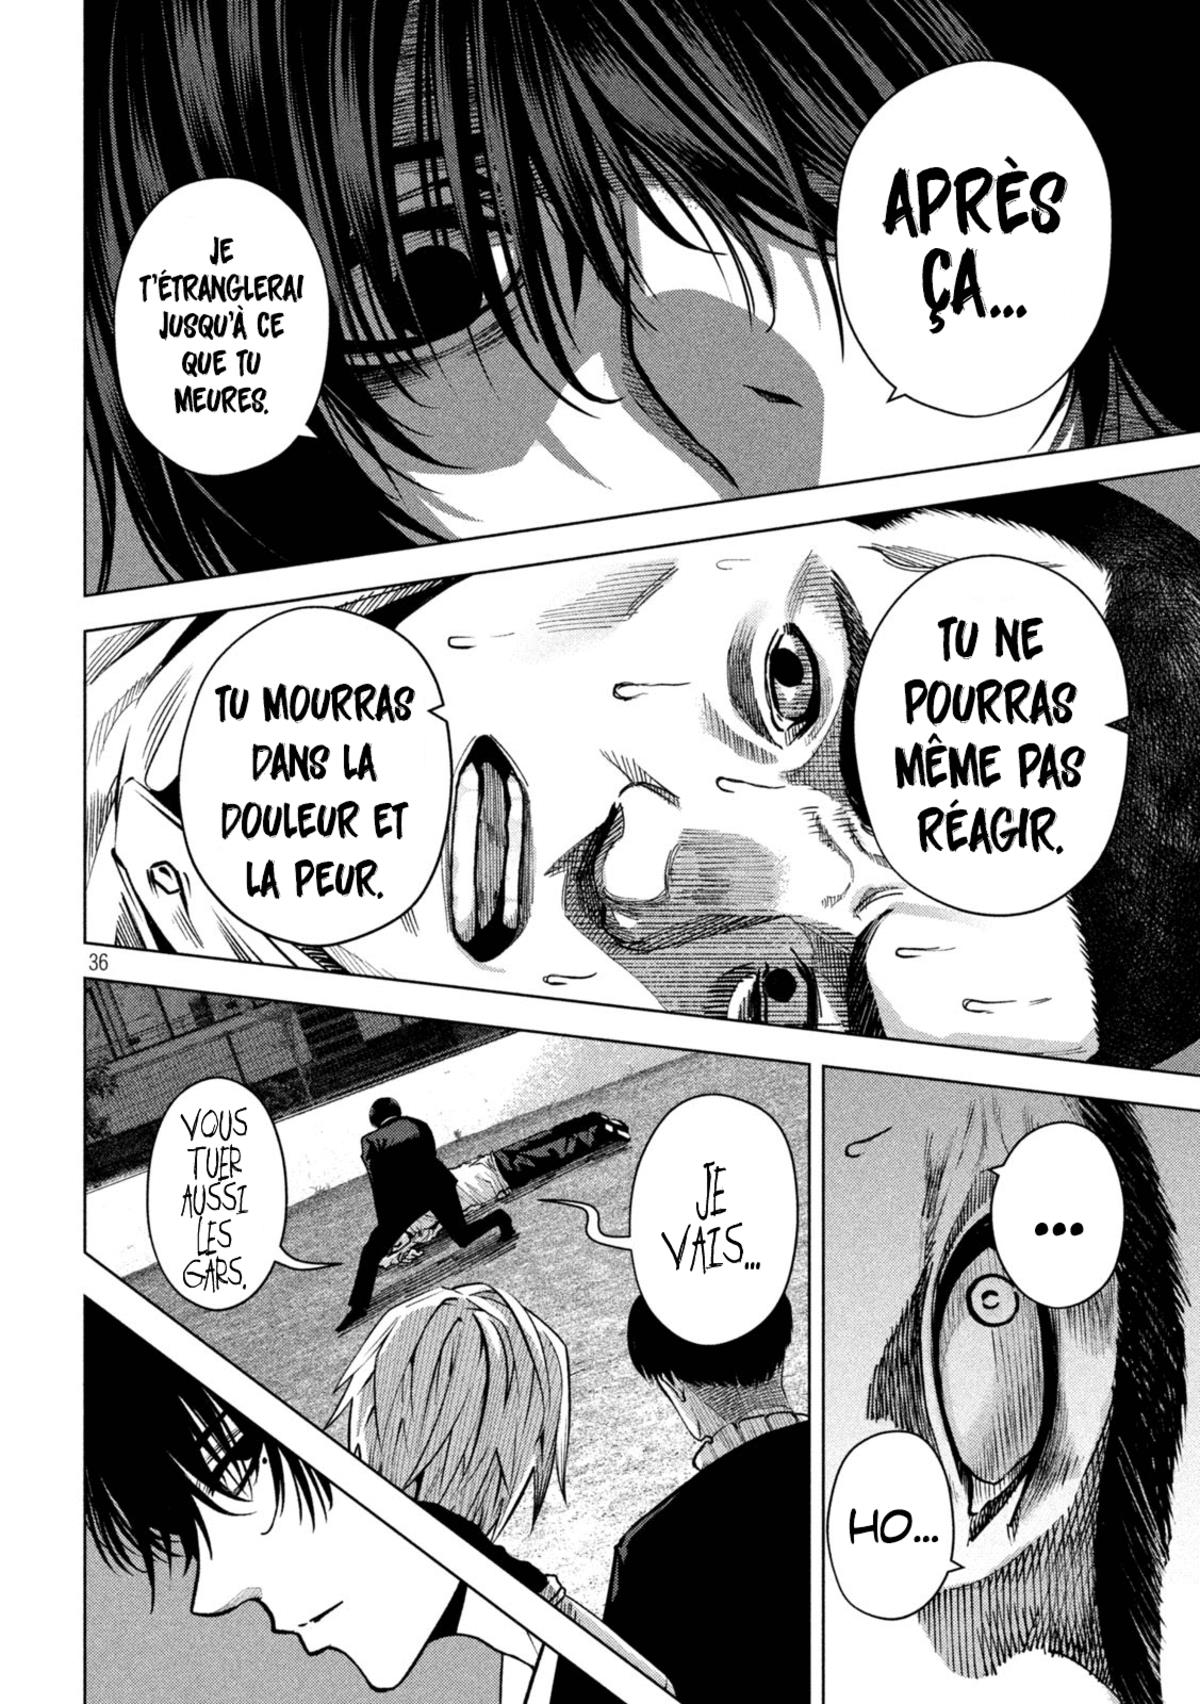 APRÈS
ÇA...
JE
T'ÉTRANGLERAI
JUSQU'À CE
QUE TU
MEURES.
TU NE
POURRAS
MÊME PAS
RÉAGIR.
TU MOURRAS
DANS LA
DOULEUR ET
LA PEUR.
36
...
HO...
JE
VAIS...
VOUS
TUER
AUSSI
LES
GARS.